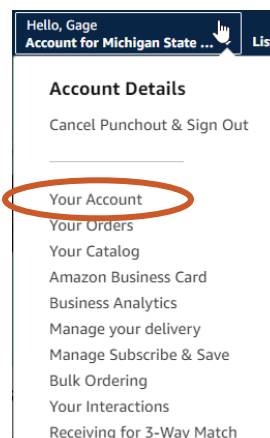 Hello, Gage
Account for Michigan State ...
Lis
Account Details
Cancel Punchout & Sign Out
Your Account
Your Orders
Your Catalog
Amazon Business Card
Business Analytics
Manage your delivery
Manage Subscribe & Save
Bulk Ordering
Your Interactions
Receiving for 3-Way Match